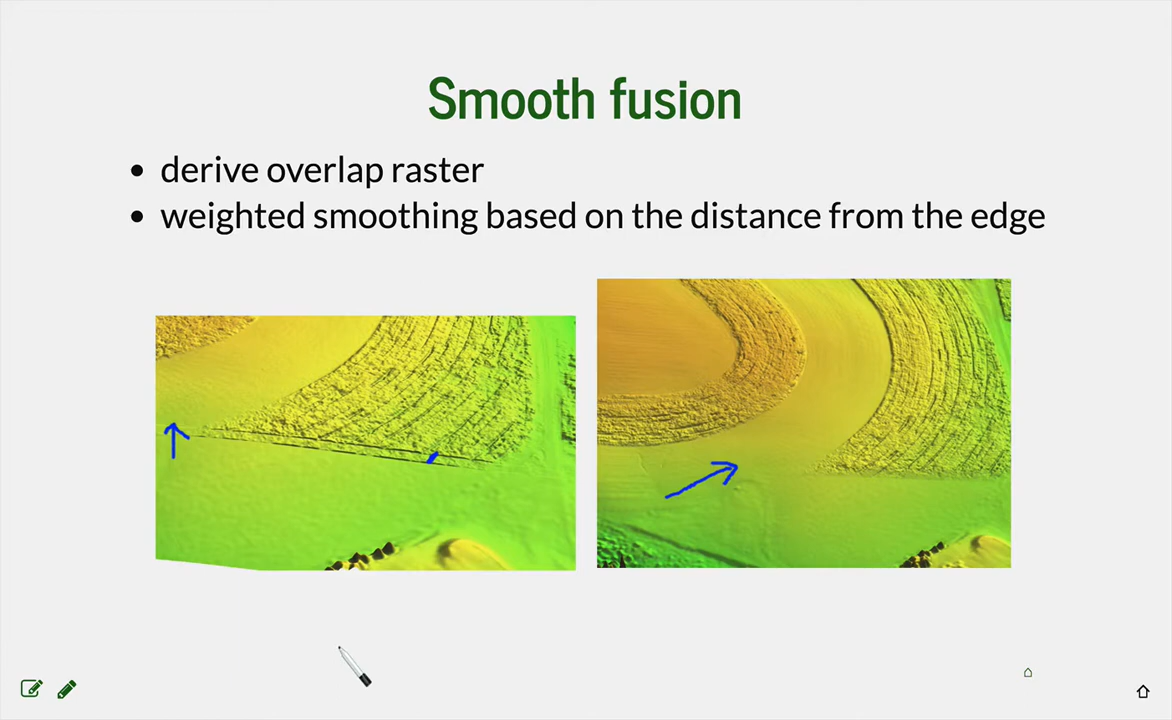 Smooth fusion
derive overlap raster
weighted smoothing based on the distance from the edge